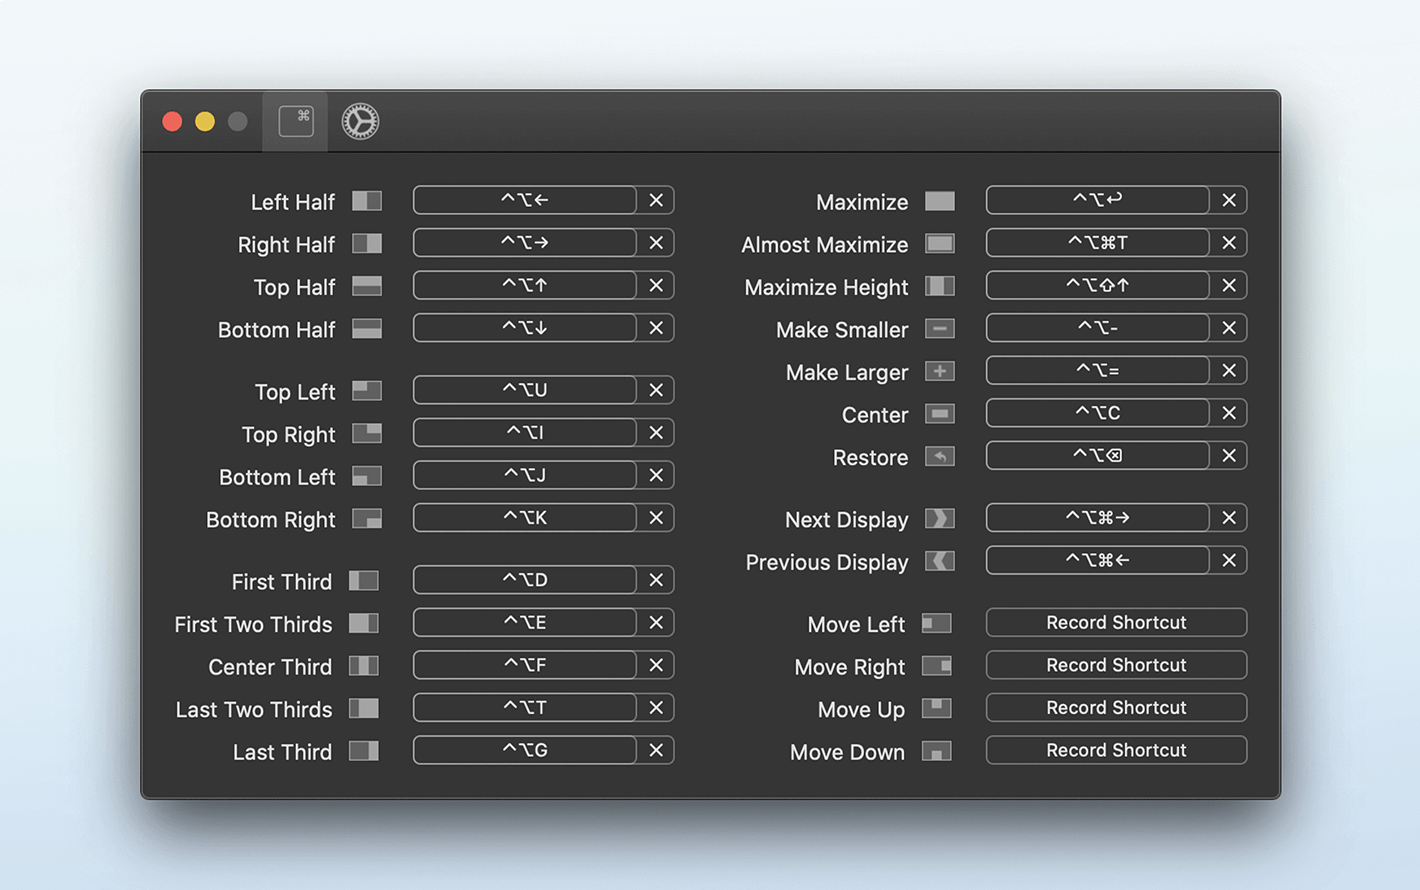 ⌘
Left Half ^⌥←
Right Half ^⌥→
Top Half ^⌥↑
Bottom Half ^⌥↓
Top Left ^⌥U
Top Right ^⌥I
Bottom Left ^⌥J
Bottom Right ^⌥K
First Third ^⌥D
First Two Thirds ^⌥E
Center Third ^⌥F
Last Two Thirds ^⌥T
Last Third ^⌥G
Maximize ^⌥↩
Almost Maximize ^⌥⌘T
Maximize Height ^⌥⇧↑
Make Smaller ^⌥-
Make Larger ^⌥=
Center ^⌥C
Restore ^⌥⌫
Next Display ^⌥⌘→
Previous Display ^⌥⌘←
Move Left Record Shortcut
Move Right Record Shortcut
Move Up Record Shortcut
Move Down Record Shortcut